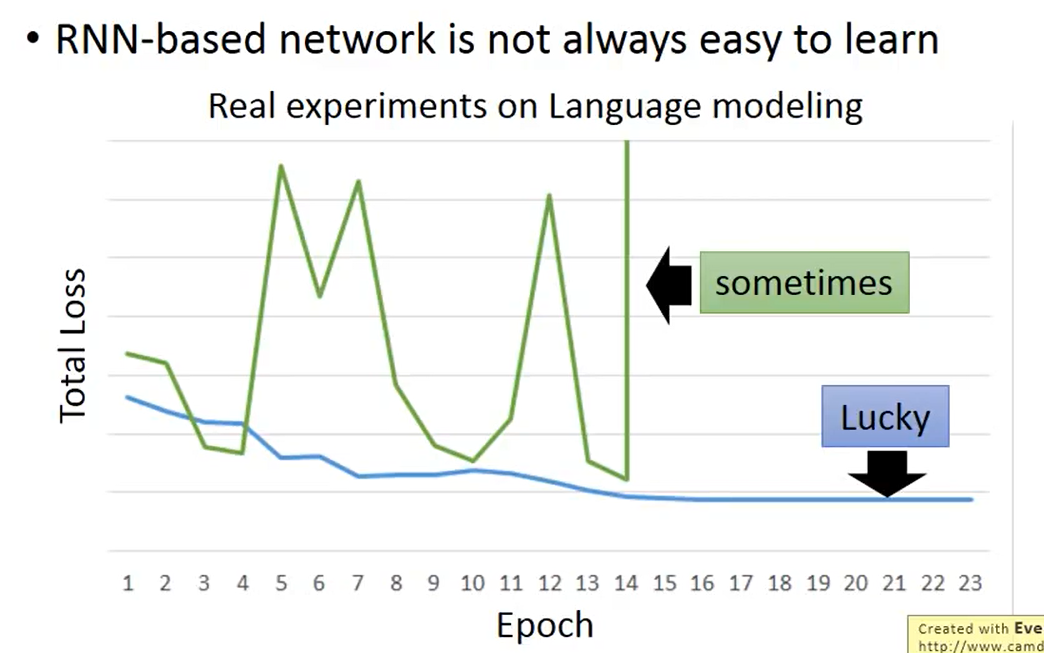 • RNN-based network is not always easy to learn
Real experiments on Language modeling
Total Loss
sometimes
Lucky
1 2 3 4 5 6 7 8 9 10 11 12 13 14 15 16 17 18 19 20 21 22 23
Epoch
Created with Eve
http://www.camd